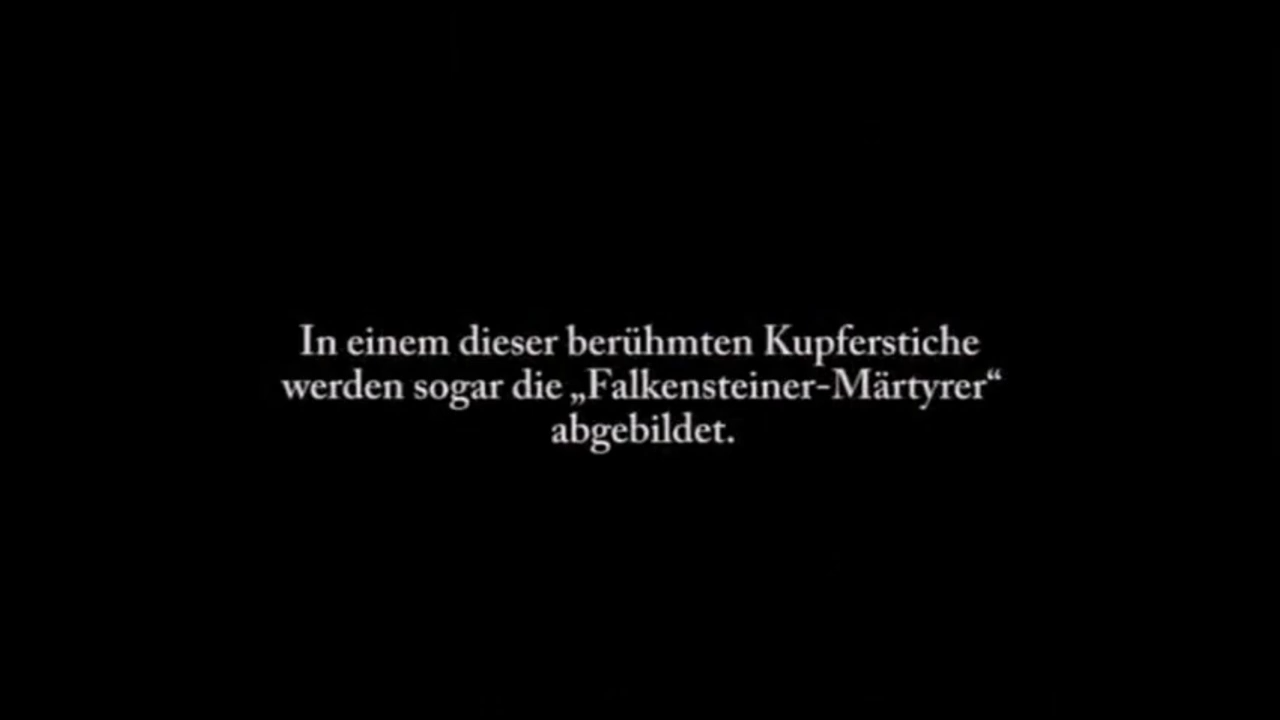 In einem dieser berühmten Kupferstiche
werden sogar die „Falkensteiner-Märtyrer“
abgebildet.